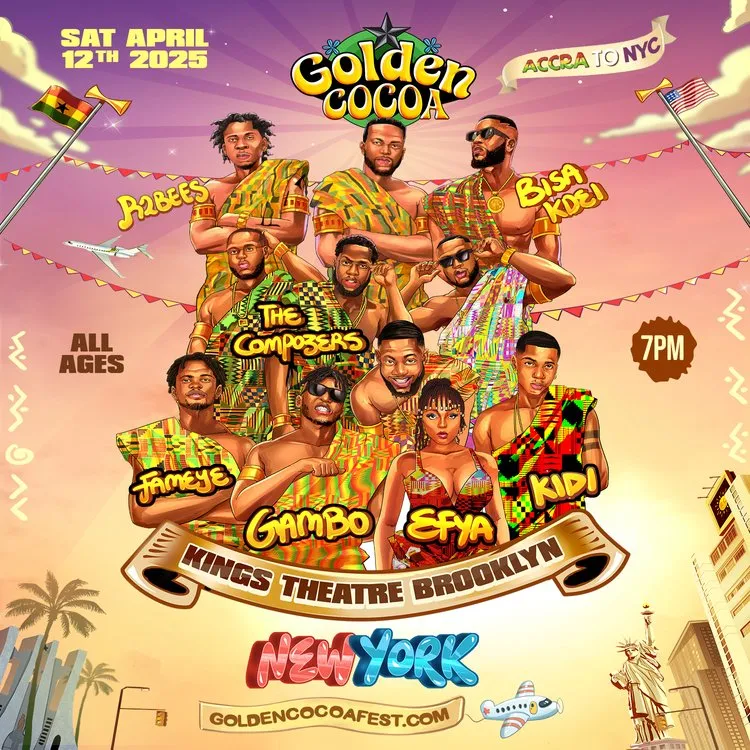 SAT APRIL
12TH 2025
Golden
COCOA
ACCRA TO NYC
R2BEES
BISA
KDEI
THE
COMPOZERS
ALL
AGES
7PM
FAMEYE
GAMBO
EFYA
KIDI
KINGS THEATRE BROOKLYN
NEW YORK
GOLDENCOCOAFEST.COM